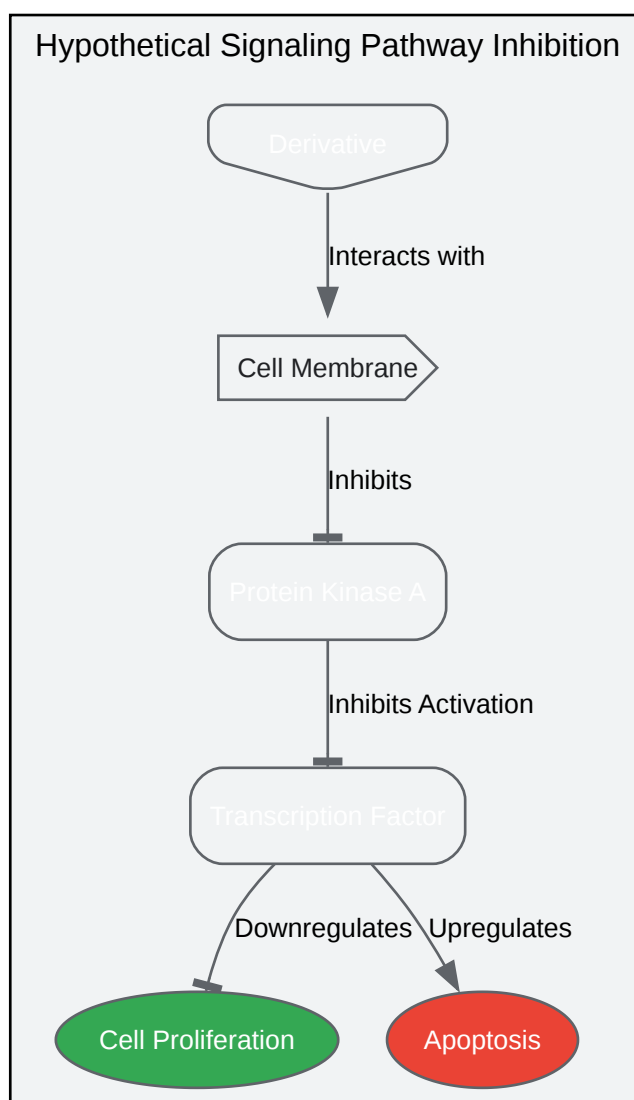 Hypothetical Signaling Pathway Inhibition
Derivative
Interacts with
Cell Membrane
Inhibits
Protein Kinase A
Inhibits Activation
Transcription Factor
Downregulates
Upregulates
Cell Proliferation
Apoptosis